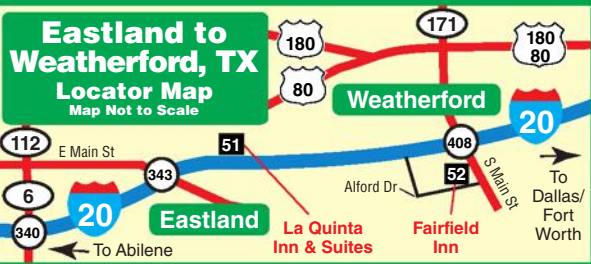 Eastland to
Weatherford, TX
Locator Map
Map Not to Scale
180
80
171
180
80
Weatherford
20
112
E Main St
51
408
343
52
S Main St
To
Dallas/
Fort
Worth
6
20
Alford Dr
Eastland
La Quinta
Inn & Suites
Fairfield
Inn
340
To Abilene